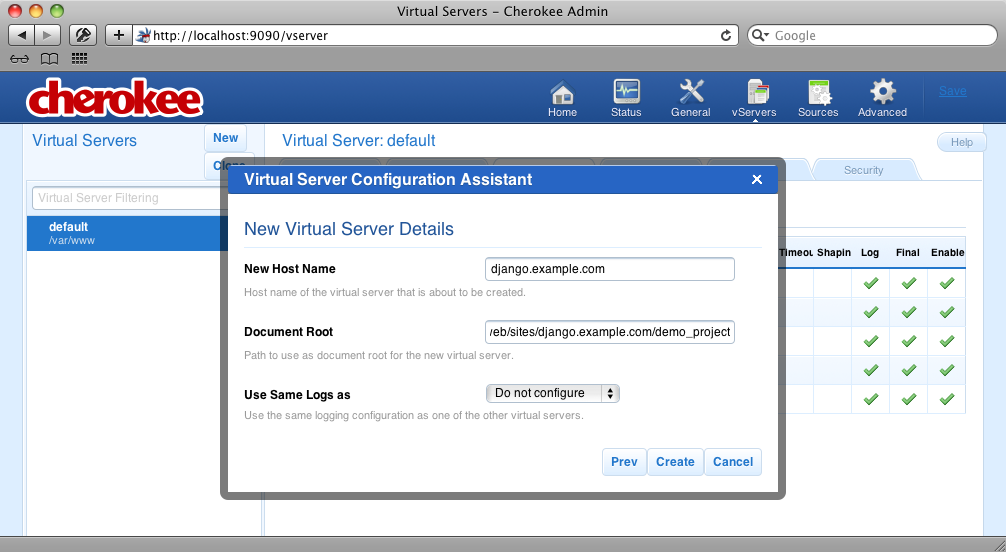 Virtual Servers – Cherokee Admin
http://localhost:9090/vserver
Google
cherokee
Home
Status
General
vServers
Sources
Advanced
Save
Virtual Servers
New
Virtual Server: default
Help
Virtual Server Configuration Assistant
Security
Virtual Server Filtering
default
/var/www
New Virtual Server Details
Shapin
Log
Final
Enable
New Host Name
django.example.com
Host name of the virtual server that is about to be created.
Document Root
eb/sites/django.example.com/demo_project
Path to use as document root for the new virtual server.
Use Same Logs as
Do not configure
Use the same logging configuration as one of the other virtual servers.
Prev
Create
Cancel